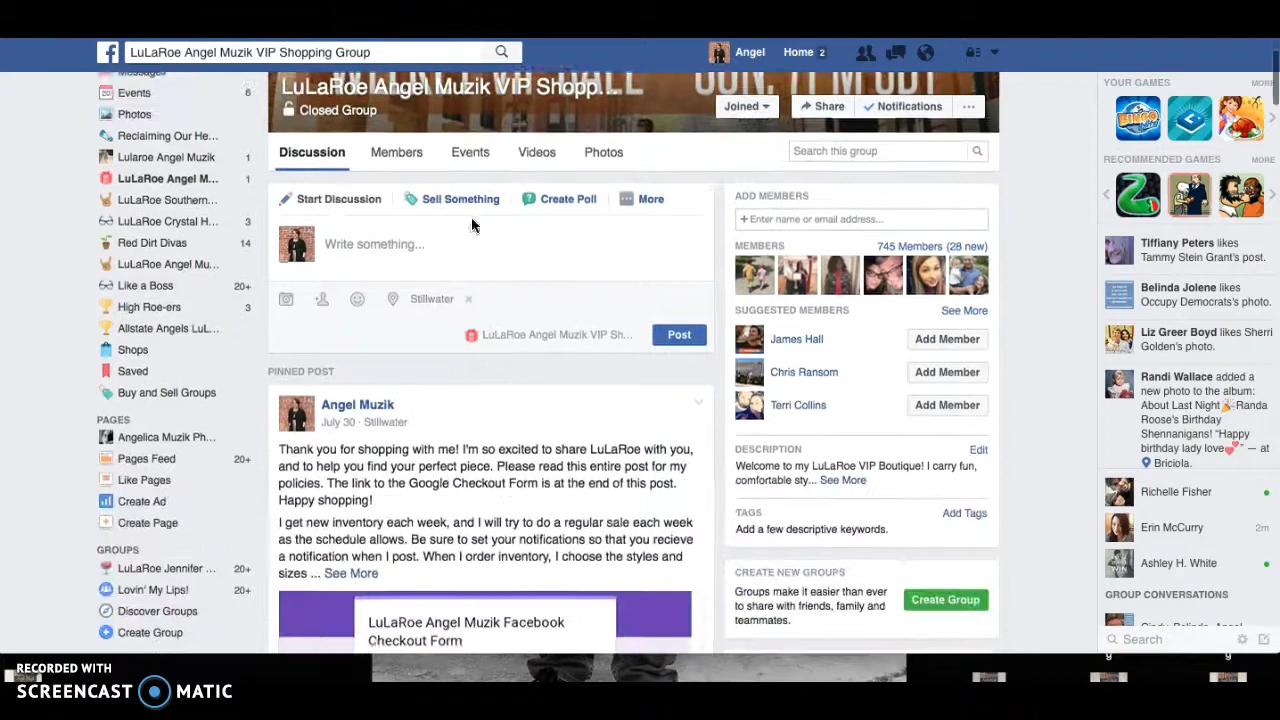 LuLaRoe Angel Muzik VIP Shopping Group
Angel
Home 2
Messages
Events 6
Photos
Reclaiming Our He...
Lularoe Angel Muzik 1
LuLaRoe Angel M... 1
LuLaRoe Southern...
LuLaRoe Crystal H... 3
Red Dirt Divas 14
LuLaRoe Angel Mu...
Like a Boss 20+
High Roe-ers 3
Allstate Angels LuL...
Shops
Saved
Buy and Sell Groups
PAGES
Angelica Muzik Ph...
Pages Feed 20+
Like Pages
Create Ad
Create Page
GROUPS
LuLaRoe Jennifer ... 20+
Lovin' My Lips! 20+
Discover Groups
Create Group
LuLaRoe Angel Muzik VIP Shopp...
Closed Group
Joined
Share
Notifications
Discussion
Members
Events
Videos
Photos
Search this group
Start Discussion
Sell Something
Create Poll
More
Write something...
Stillwater
LuLaRoe Angel Muzik VIP Sh...
Post
PINNED POST
Angel Muzik
July 30 · Stillwater
Thank you for shopping with me! I'm so excited to share LuLaRoe with you,
and to help you find your perfect piece. Please read this entire post for my
policies. The link to the Google Checkout Form is at the end of this post.
Happy shopping!
I get new inventory each week, and I will try to do a regular sale each week
as the schedule allows. Be sure to set your notifications so that you recieve
a notification when I post. When I order inventory, I choose the styles and
sizes ... See More
LuLaRoe Angel Muzik Facebook
Checkout Form
ADD MEMBERS
+ Enter name or email address...
MEMBERS
745 Members (28 new)
SUGGESTED MEMBERS
See More
James Hall
Add Member
Chris Ransom
Add Member
Terri Collins
Add Member
DESCRIPTION
Edit
Welcome to my LuLaRoe VIP Boutique! I carry fun,
comfortable sty... See More
TAGS
Add Tags
Add a few descriptive keywords.
CREATE NEW GROUPS
Groups make it easier than ever
to share with friends, family and
teammates.
Create Group
YOUR GAMES
MORE
RECOMMENDED GAMES
MORE
Tiffiany Peters likes
Tammy Stein Grant's post.
Belinda Jolene likes
Occupy Democrats's photo.
Liz Greer Boyd likes Sherri
Golden's photo.
Randi Wallace added a
new photo to the album:
About Last Night Randa
Roose's Birthday
Shennanigans! "Happy
birthday lady love" — at
Briciola.
Richelle Fisher
Erin McCurry 2m
Ashley H. White
GROUP CONVERSATIONS
Search
RECORDED WITH
SCREENCAST MATIC